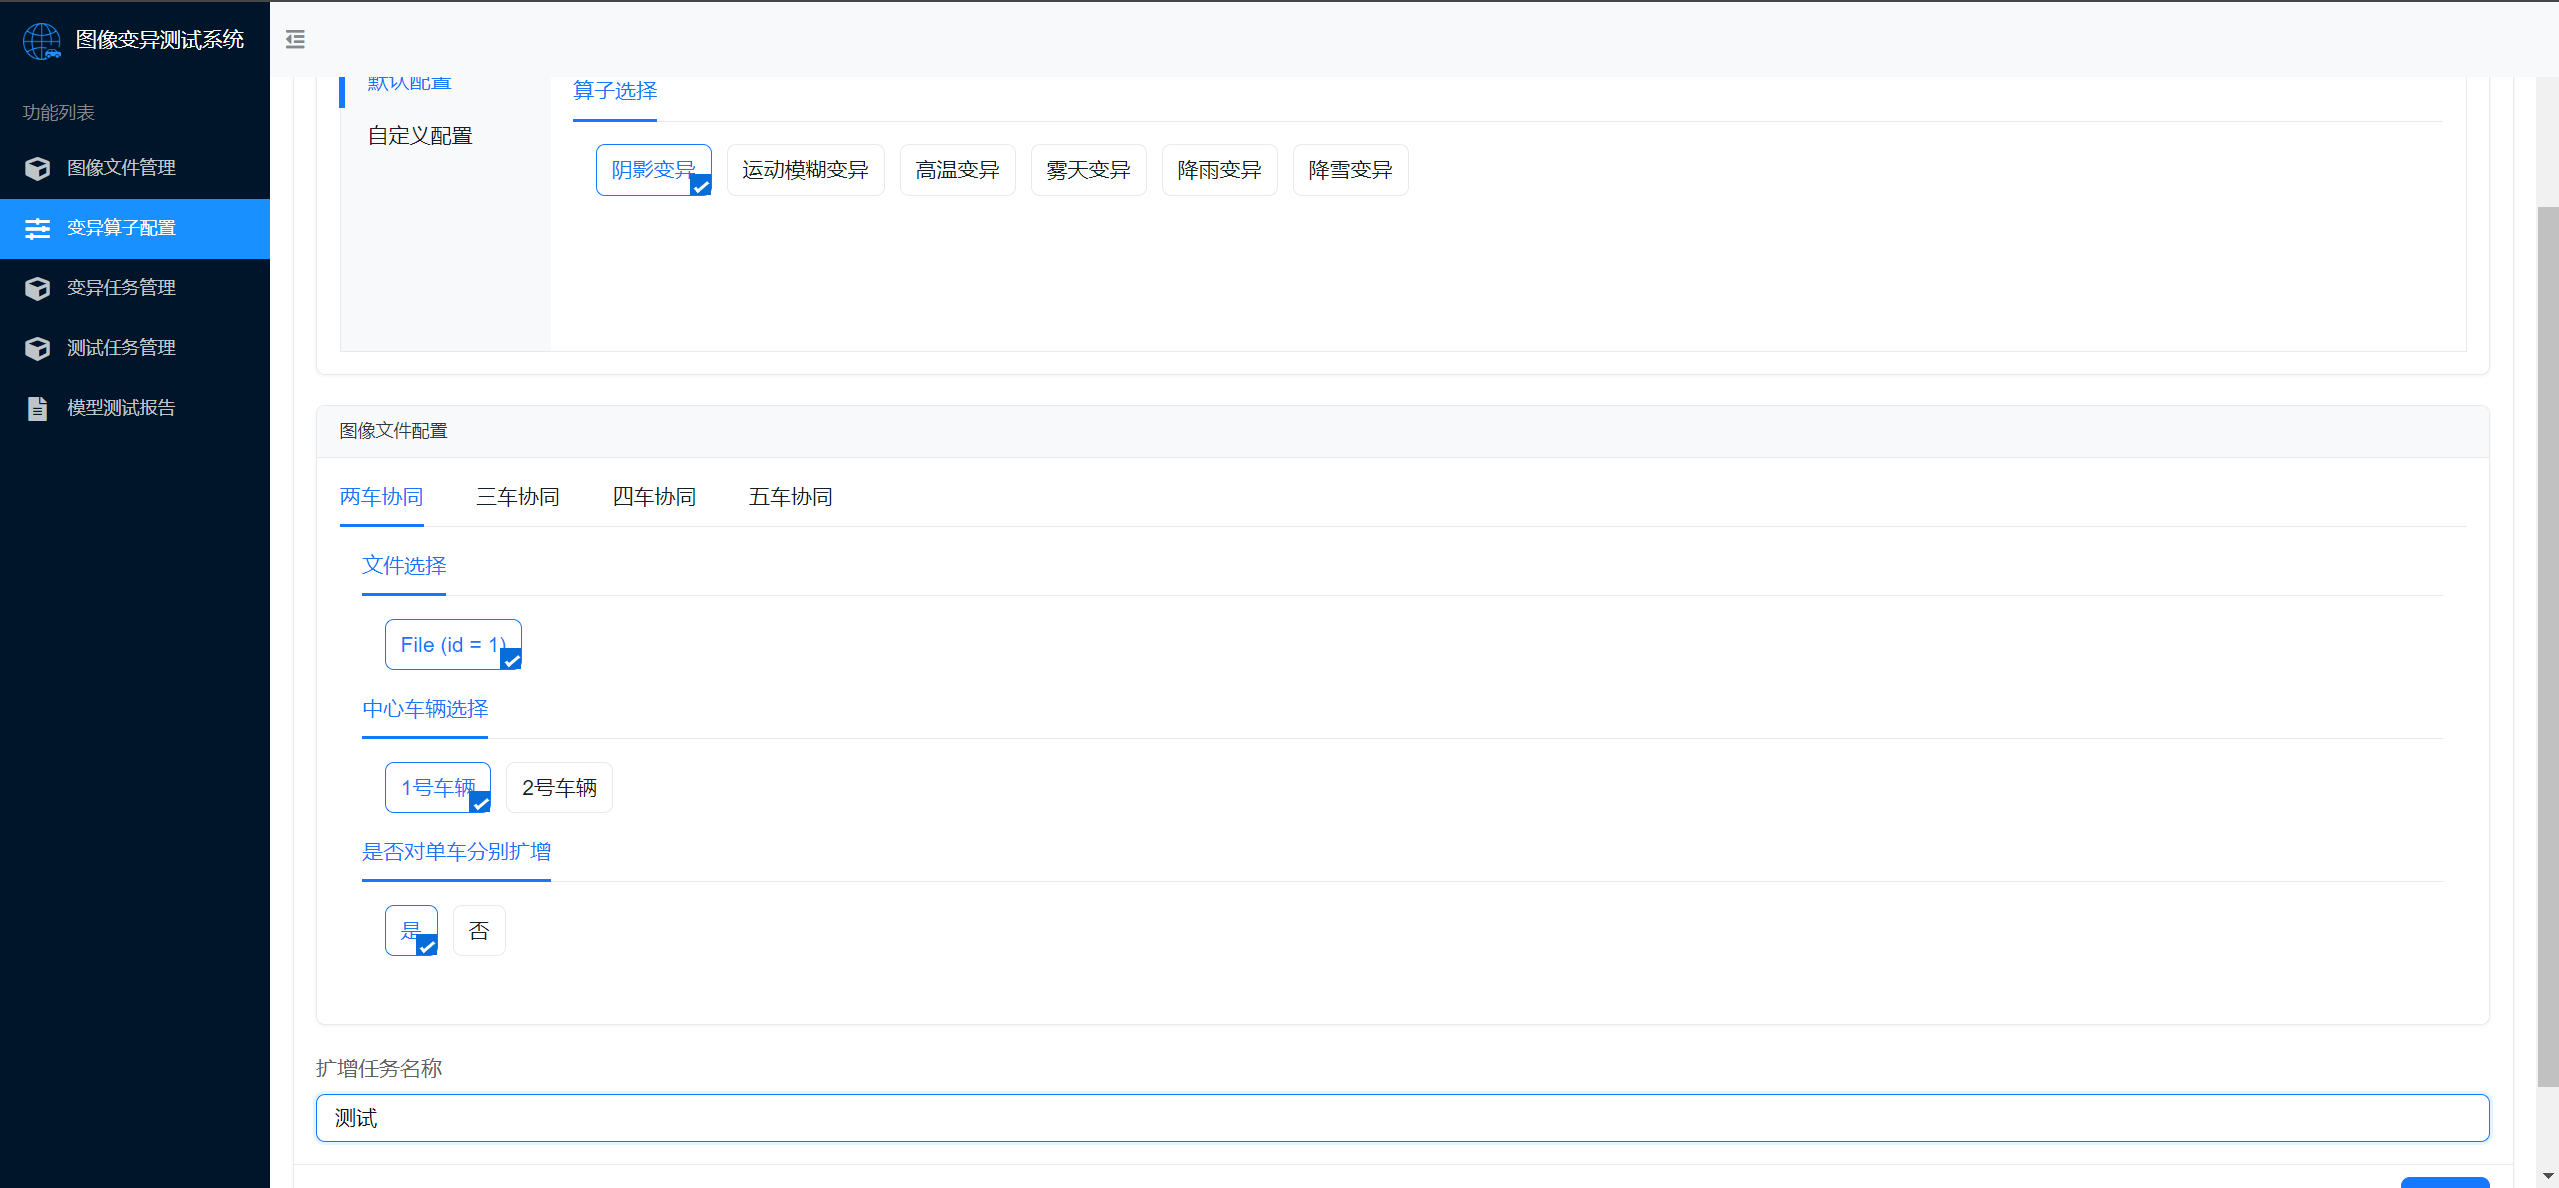 图像变异测试系统
功能列表
图像文件管理
变异算子配置
变异任务管理
测试任务管理
模型测试报告
默认配置
自定义配置
算子选择
阴影变异 运动模糊变异 高温变异 雾天变异 降雨变异 降雪变异
图像文件配置
两车协同 三车协同 四车协同 五车协同
文件选择
File (id = 1)
中心车辆选择
1号车辆 2号车辆
是否对单车分别扩增
是 否
扩增任务名称
测试